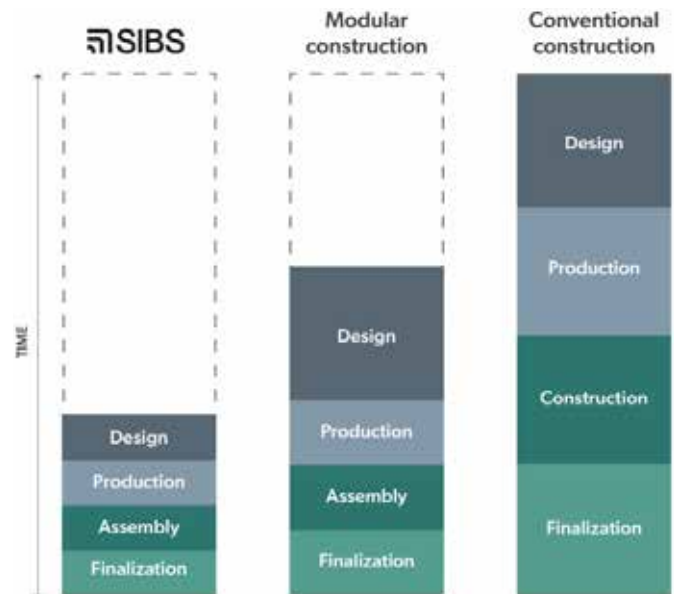 SIBS
Modular
construction
Conventional
construction
TIME
Design
Production
Assembly
Finalization
Design
Production
Assembly
Finalization
Design
Production
Construction
Finalization